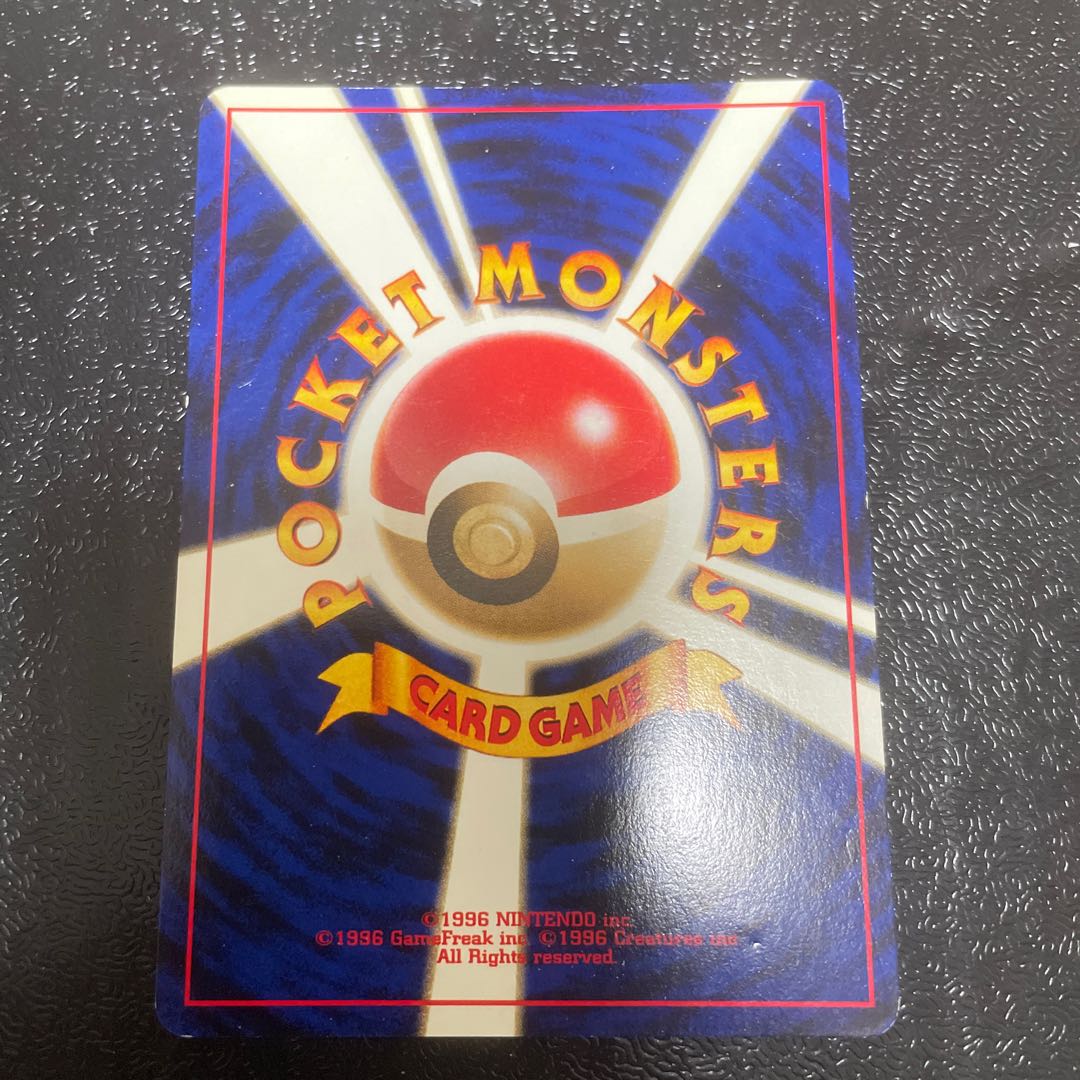 POCKET MONSTERS
CARD GAME
©1996 NINTENDO inc.
©1996 GameFreak inc. ©1996 Creatures inc.
All Rights reserved.